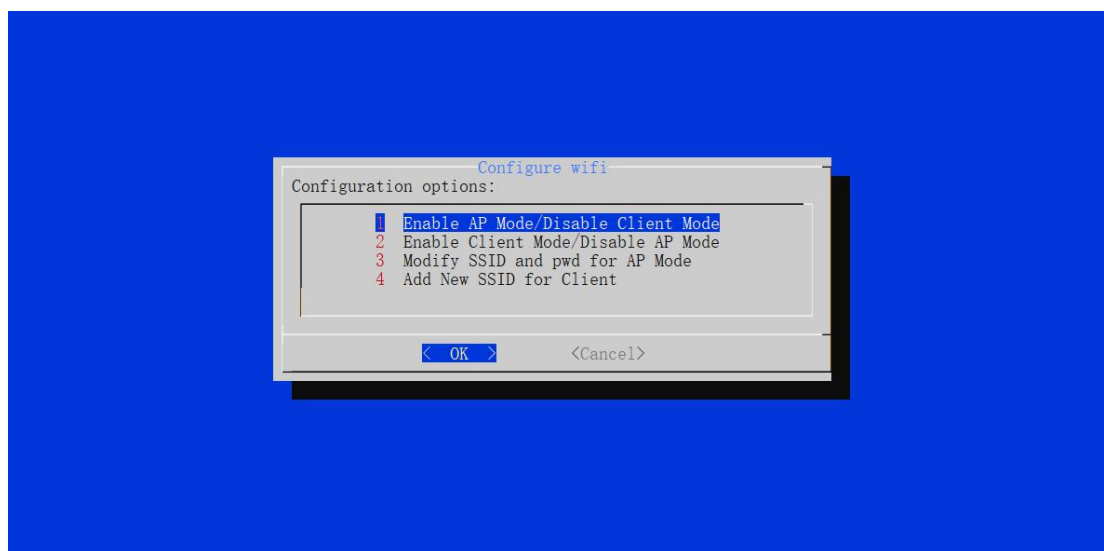 Configure wifi
Configuration options:
1 Enable AP Mode/Disable Client Mode
2 Enable Client Mode/Disable AP Mode
3 Modify SSID and pwd for AP Mode
4 Add New SSID for Client
< OK > <Cancel>